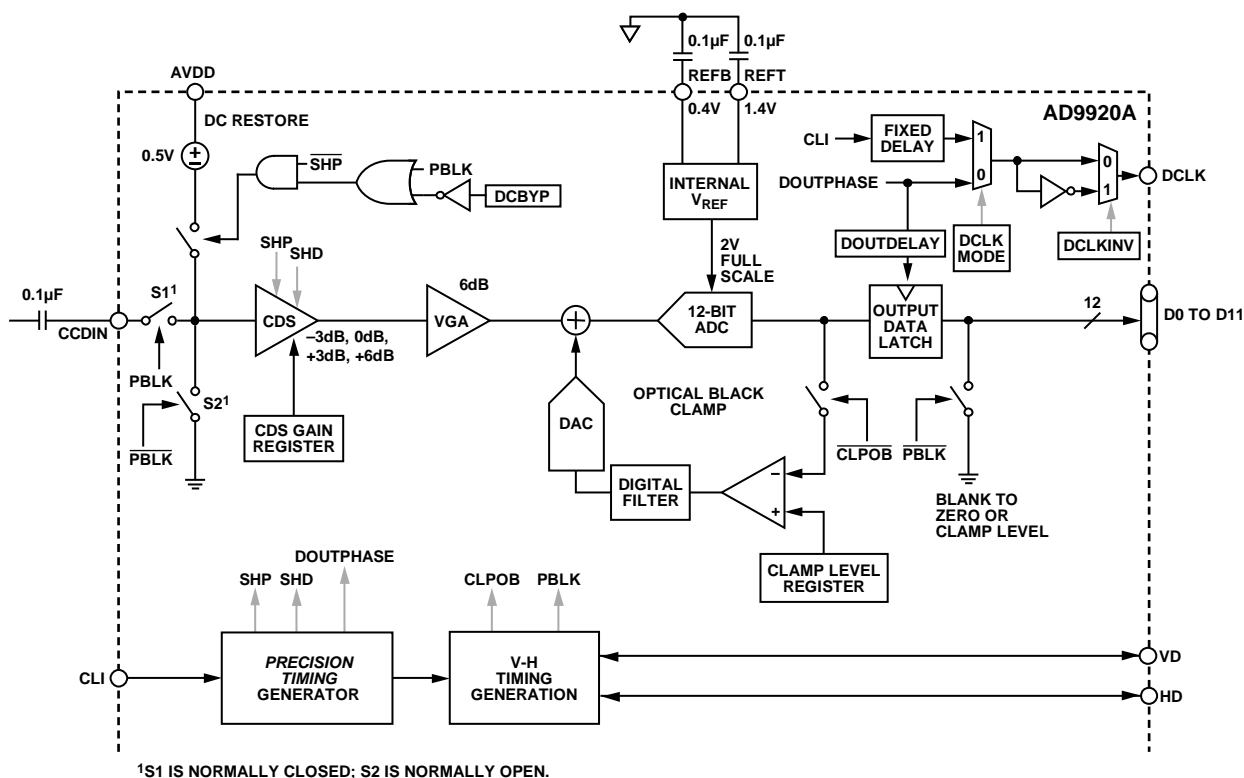 0.1µF 0.1µF
AVDD
REFB REFT
0.4V 1.4V
AD9920A
DC RESTORE
0.5V
SHP
PBLK
DCBYP
CLI
FIXED
DELAY
1
0
DOUTPHASE
0
1
DCLK
INTERNAL
VREF
DOUTDELAY
DCLK
MODE
DCLKINV
SHP
SHD
2V
FULL
SCALE
0.1µF
CCDIN
S1¹
CDS
–3dB, 0dB,
+3dB, +6dB
6dB
VGA
+
12-BIT
ADC
OUTPUT
DATA
LATCH
12
D0 TO D11
PBLK
S2¹
PBLK
CDS GAIN
REGISTER
DAC
OPTICAL BLACK
CLAMP
CLPOB
PBLK
DIGITAL
FILTER
–
+
BLANK TO
ZERO OR
CLAMP LEVEL
CLAMP LEVEL
REGISTER
SHP SHD DOUTPHASE
CLPOB PBLK
CLI
PRECISION
TIMING
GENERATOR
V-H
TIMING
GENERATION
VD
HD
¹S1 IS NORMALLY CLOSED; S2 IS NORMALLY OPEN.